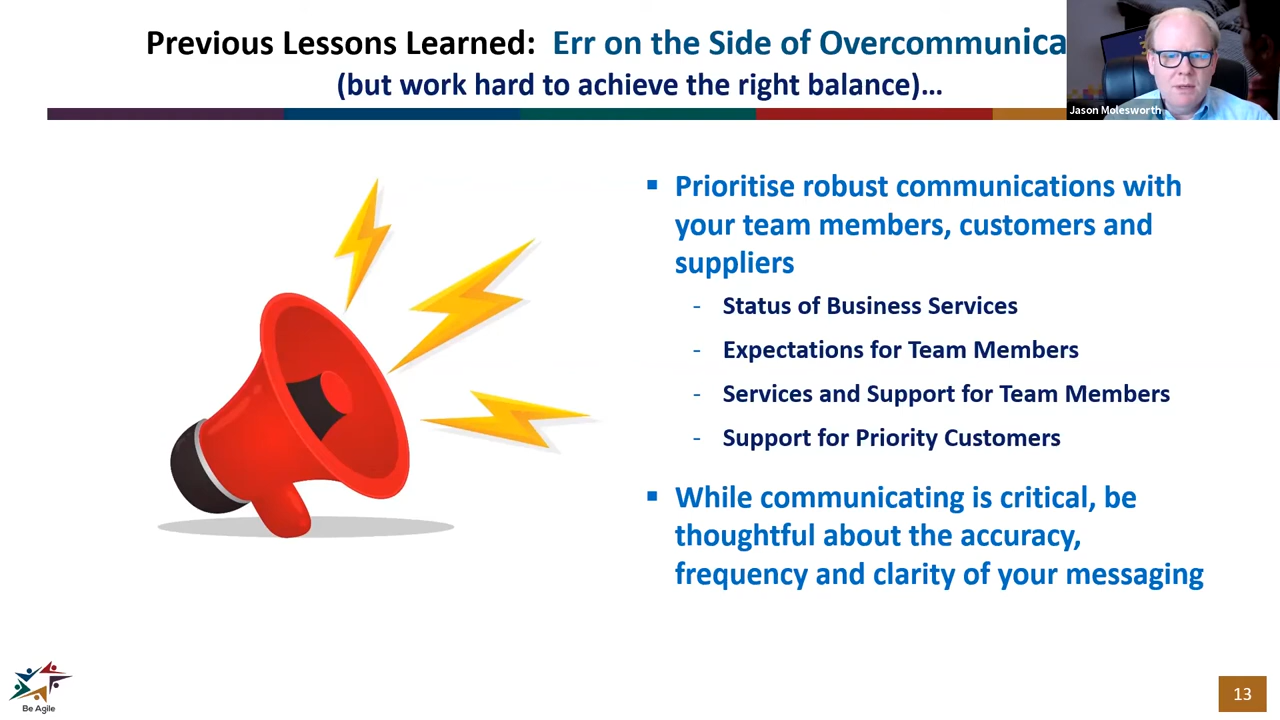 Previous Lessons Learned: Err on the Side of Overcommunica
(but work hard to achieve the right balance)…
Jason Molesworth
▪ Prioritise robust communications with
your team members, customers and
suppliers
- Status of Business Services
- Expectations for Team Members
- Services and Support for Team Members
- Support for Priority Customers
▪ While communicating is critical, be
thoughtful about the accuracy,
frequency and clarity of your messaging
Be Agile
13